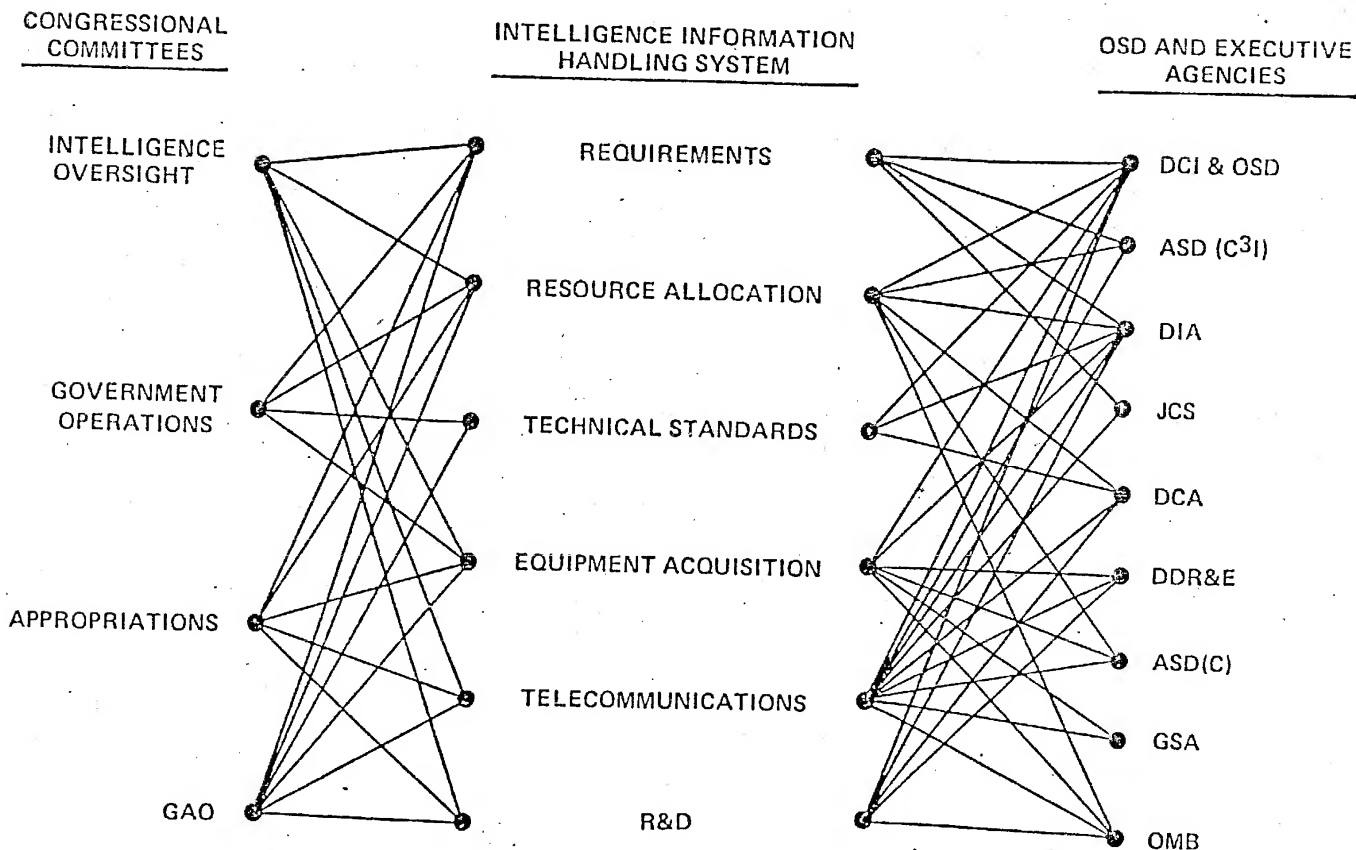 CONGRESSIONAL
COMMITTEES
INTELLIGENCE INFORMATION
HANDLING SYSTEM
OSD AND EXECUTIVE
AGENCIES
INTELLIGENCE
OVERSIGHT
GOVERNMENT
OPERATIONS
APPROPRIATIONS
GAO
REQUIREMENTS
RESOURCE ALLOCATION
TECHNICAL STANDARDS
EQUIPMENT ACQUISITION
TELECOMMUNICATIONS
R&D
DCI & OSD
ASD (C³I)
DIA
JCS
DCA
DDR&E
ASD(C)
GSA
OMB